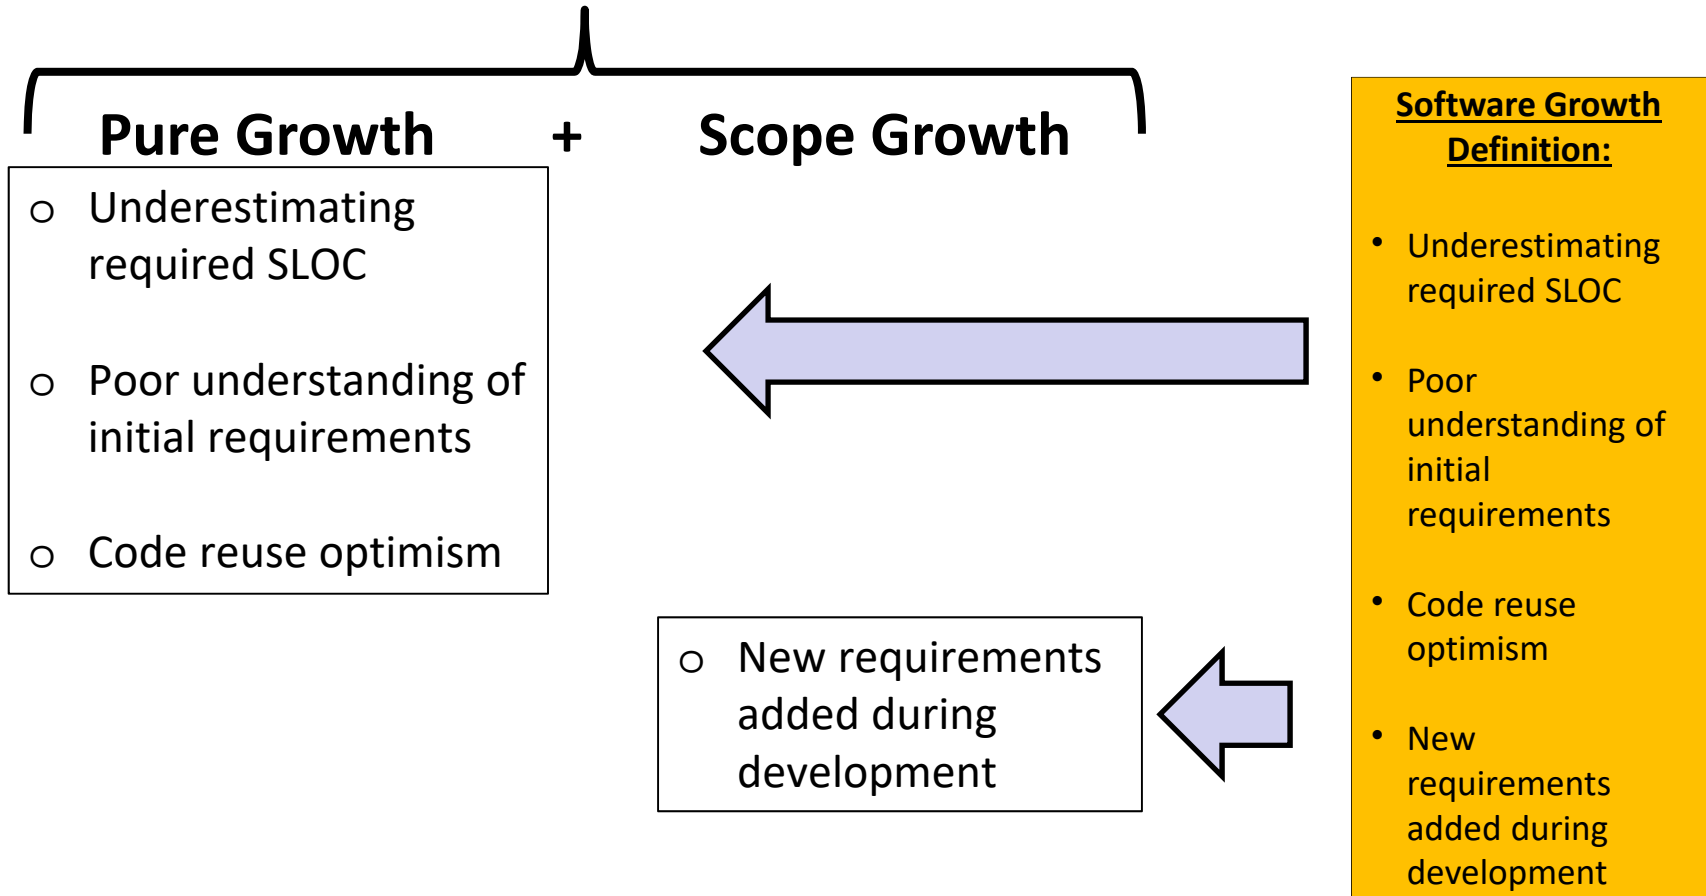 Pure Growth + Scope Growth
o Underestimating
required SLOC
o Poor understanding of
initial requirements
o Code reuse optimism
o New requirements
added during
development
Software Growth
Definition:
• Underestimating
required SLOC
• Poor
understanding of
initial
requirements
• Code reuse
optimism
• New
requirements
added during
development